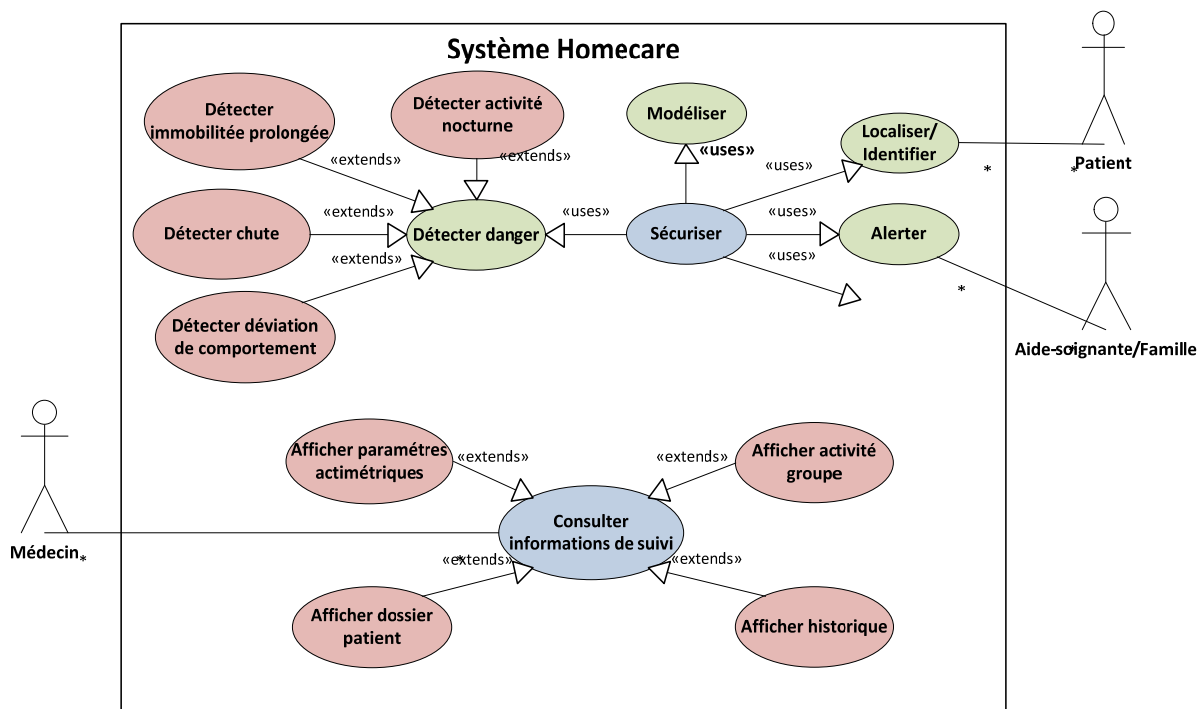 Système Homecare
Détecter
immobilitée prolongée
Détecter activité
nocturne
Modéliser
Localiser/
Identifier
«extends»
«extends»
«uses»
«uses»
Patient
*
*
Détecter chute
«extends»
Détecter danger
«uses»
Sécuriser
«uses»
Alerter
«extends»
«uses»
*
Détecter déviation
de comportement
Aide-soignante/Famille
*
Afficher paramétres
actimétriques
«extends»
«extends»
Afficher activité
groupe
Consulter
informations de suivi
Médecin
*
«extends»
*
«extends»
Afficher dossier
patient
Afficher historique